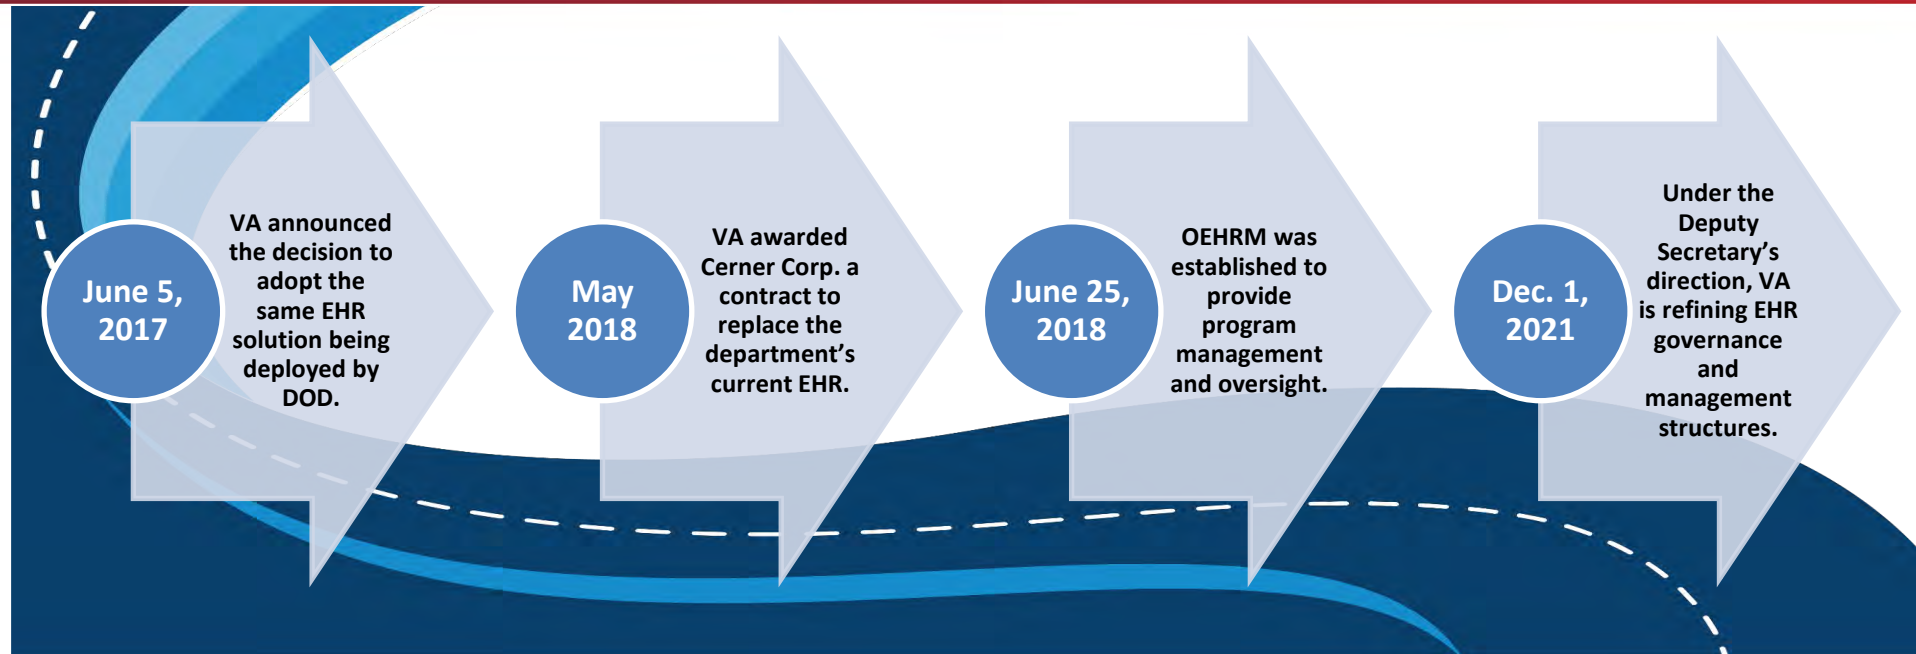 June 5,
2017
VA announced
the decision to
adopt the
same EHR
solution being
deployed by
DOD.
May
2018
VA awarded
Cerner Corp. a
contract to
replace the
department’s
current EHR.
June 25,
2018
OEHRM was
established to
provide
program
management
and oversight.
Dec. 1,
2021
Under the
Deputy
Secretary’s
direction, VA
is refining EHR
governance
and
management
structures.